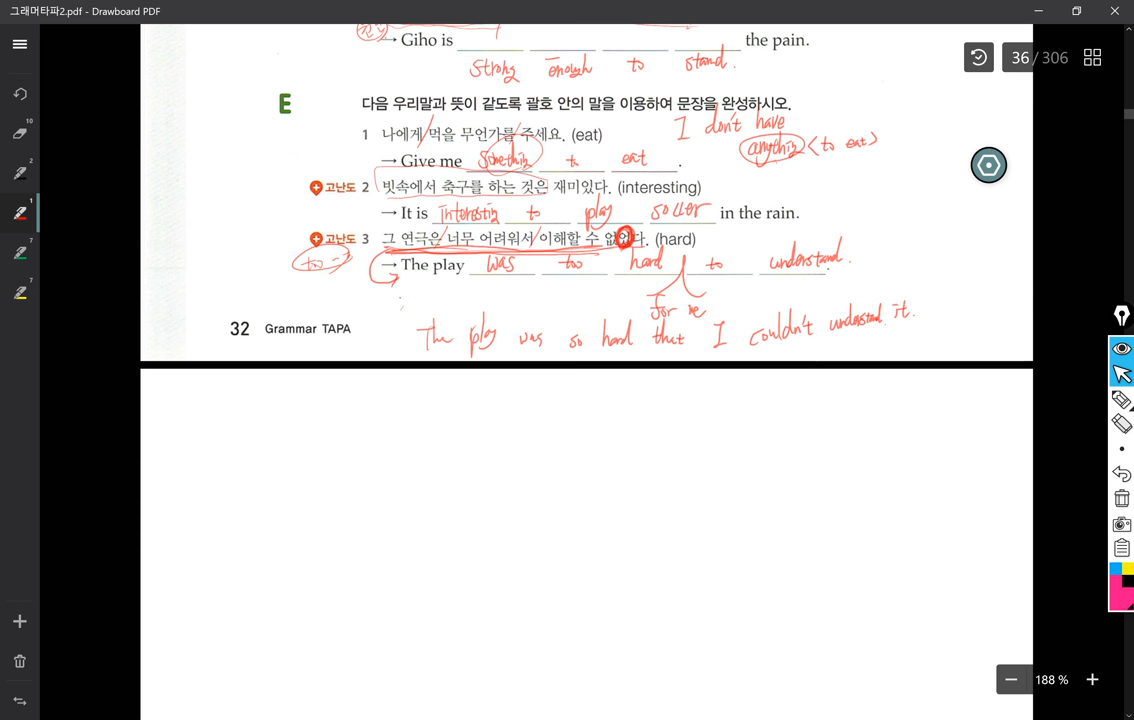 그래머타파2.pdf - Drawboard PDF
→ Giho is strong enough to stand. the pain.
36 / 306
E 다음 우리말과 뜻이 같도록 괄호 안의 말을 이용하여 문장을 완성하시오.
1 나에게 먹을 무언가를 주세요. (eat)
I don't have
anything <to eat>
→ Give me something to eat .
고난도 2 빗속에서 축구를 하는 것은 재미있다. (interesting)
→ It is interesting to play soccer in the rain.
고난도 3 그 연극은 너무 어려워서 이해할 수 없었다. (hard)
→ The play was too hard to understand.
for me
32 Grammar TAPA
The play was so hard that I couldn't understand it.
10
2
1
7
7
188 %